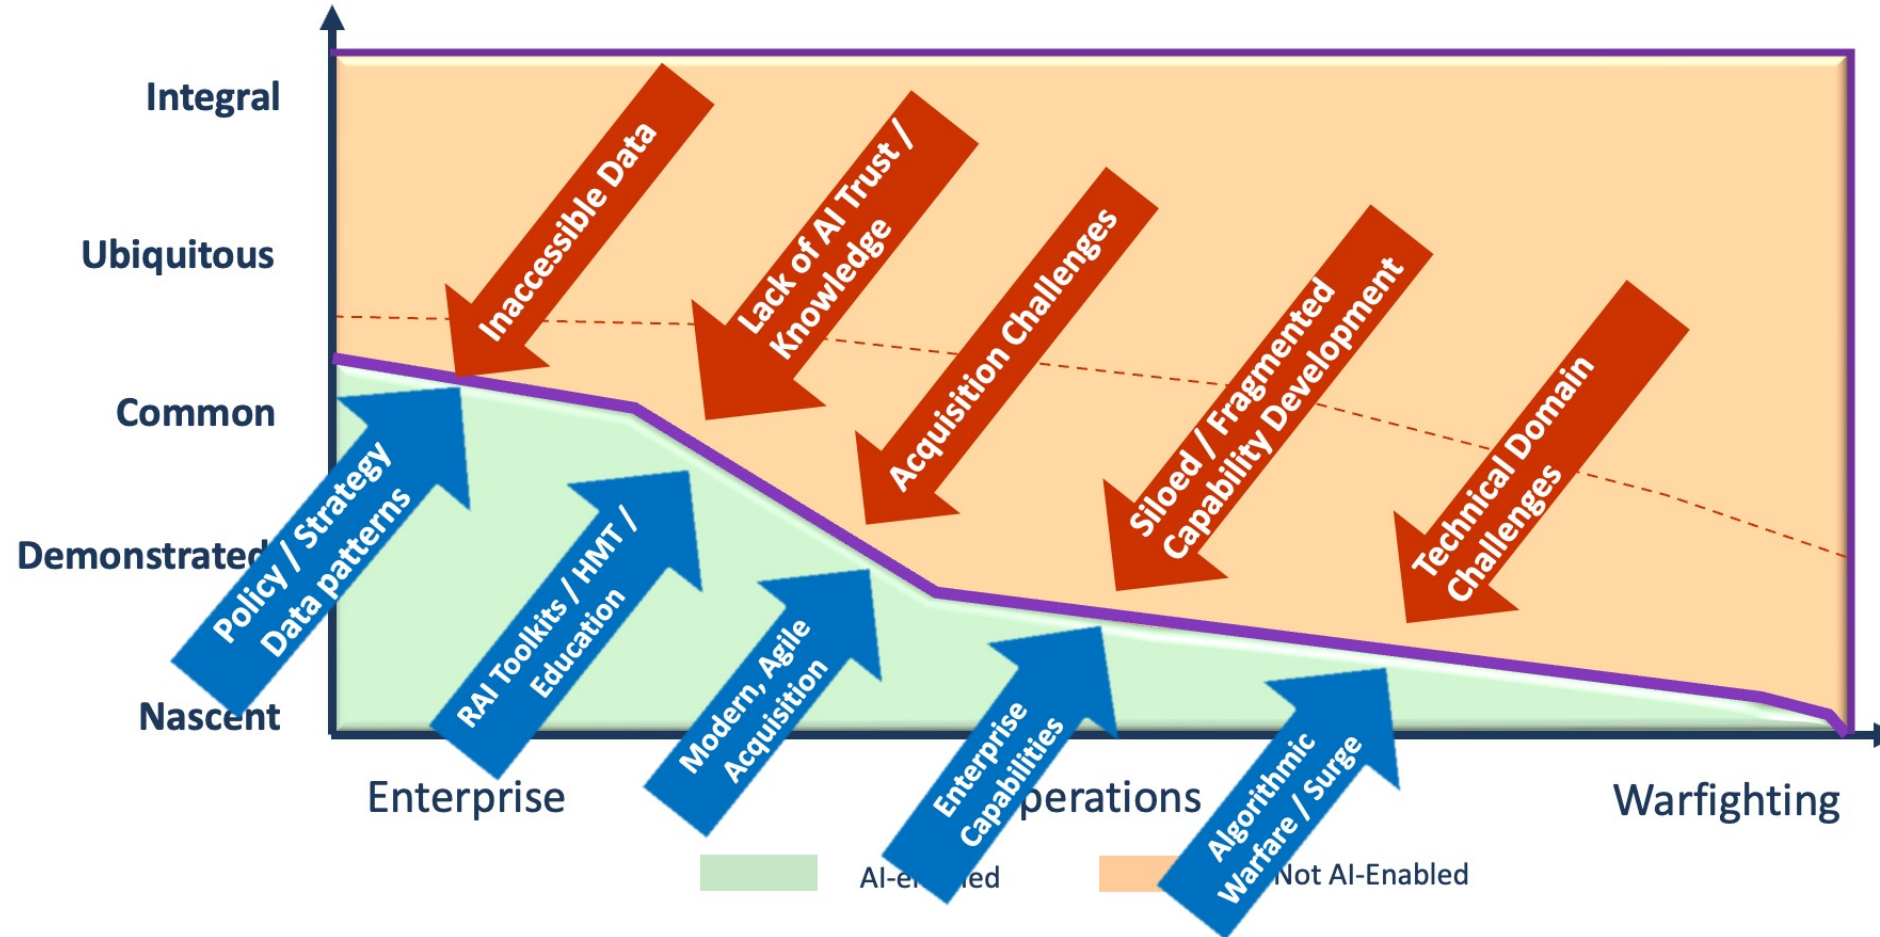 Integral
Ubiquitous
Common
Demonstrated
Nascent
Inaccessible Data
Lack of AI Trust /
Knowledge
Acquisition Challenges
Siloed / Fragmented
Capability Development
Technical Domain
Challenges
Policy / Strategy
Data patterns
RAI Toolkits / HMT /
Education
Modern, Agile
Acquisition
Enterprise
Capabilities
Algorithmic
Warfare / Surge
Enterprise
perations
Warfighting
Not AI-Enabled